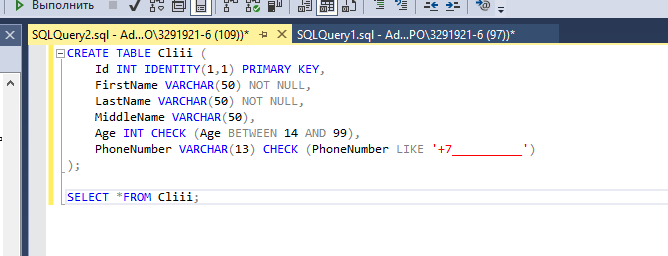 Выполнить
SQLQuery2.sql - Ad...O\3291921-6 (109))*
SQLQuery1.sql - Ad...PO\3291921-6 (97))*
CREATE TABLE Cliii (
Id INT IDENTITY(1,1) PRIMARY KEY,
FirstName VARCHAR(50) NOT NULL,
LastName VARCHAR(50) NOT NULL,
MiddleName VARCHAR(50),
Age INT CHECK (Age BETWEEN 14 AND 99),
PhoneNumber VARCHAR(13) CHECK (PhoneNumber LIKE '+7__________')
);
SELECT *FROM Cliii;